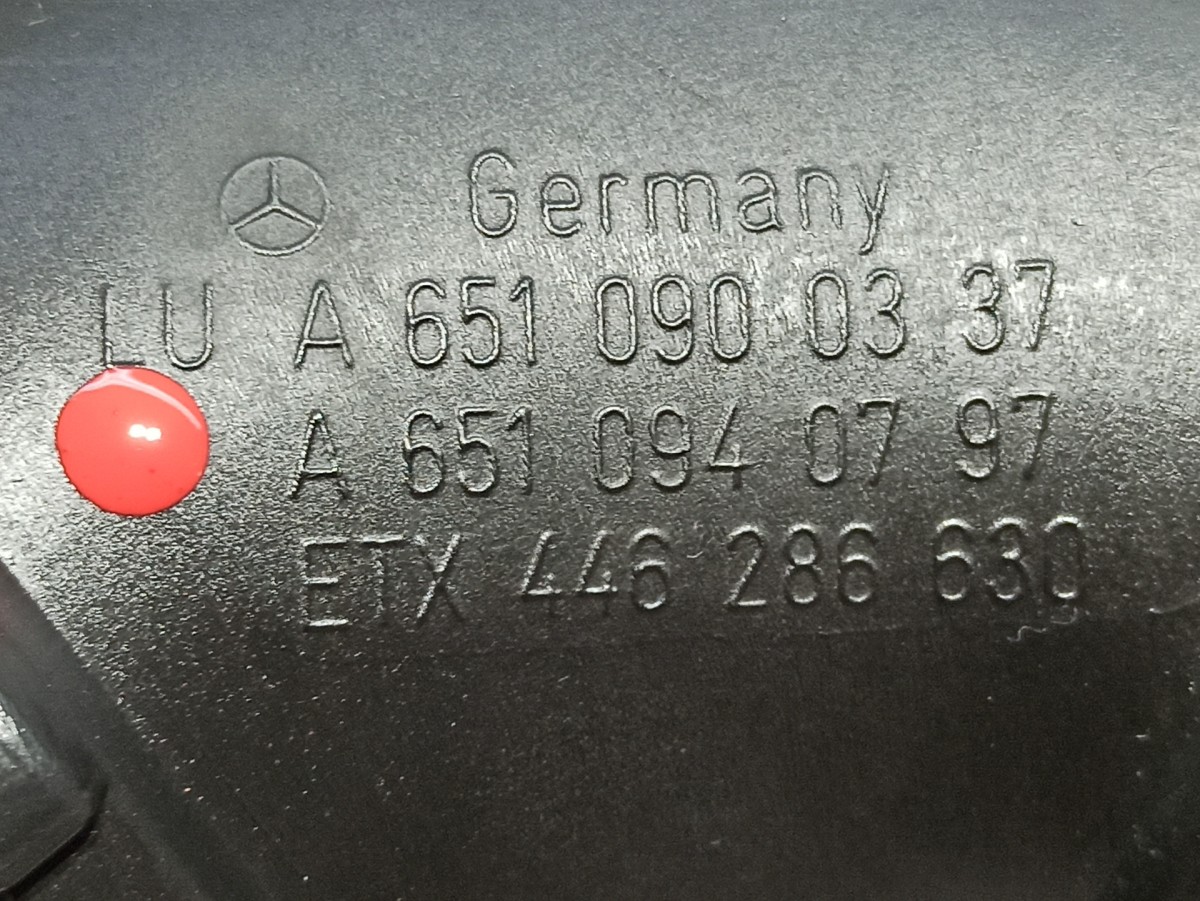 Germany
LU A 651 090 03 37
A 651 094 07 97
ETX 446 286 630